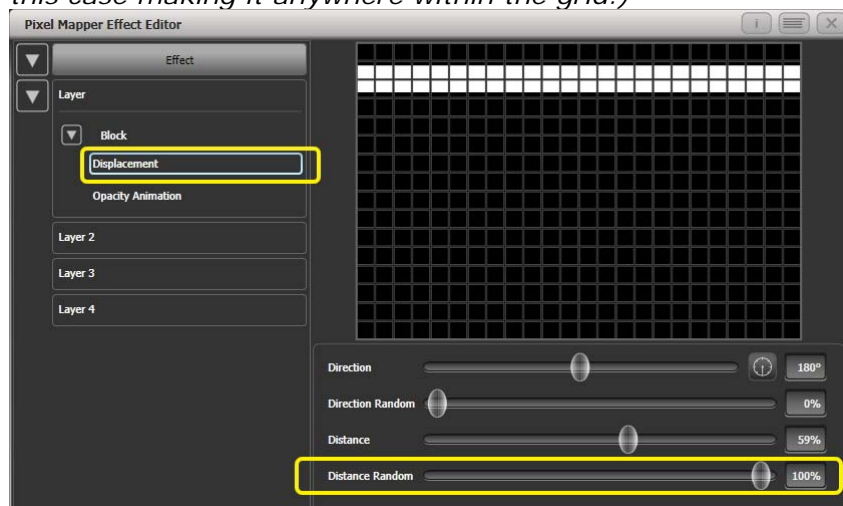 this case making it anywhere within the grid.)
Pixel Mapper Effect Editor
i
Effect
Layer
Block
Displacement
Opacity Animation
Layer 2
Layer 3
Layer 4
Direction 180º
Direction Random 0%
Distance 59%
Distance Random 100%